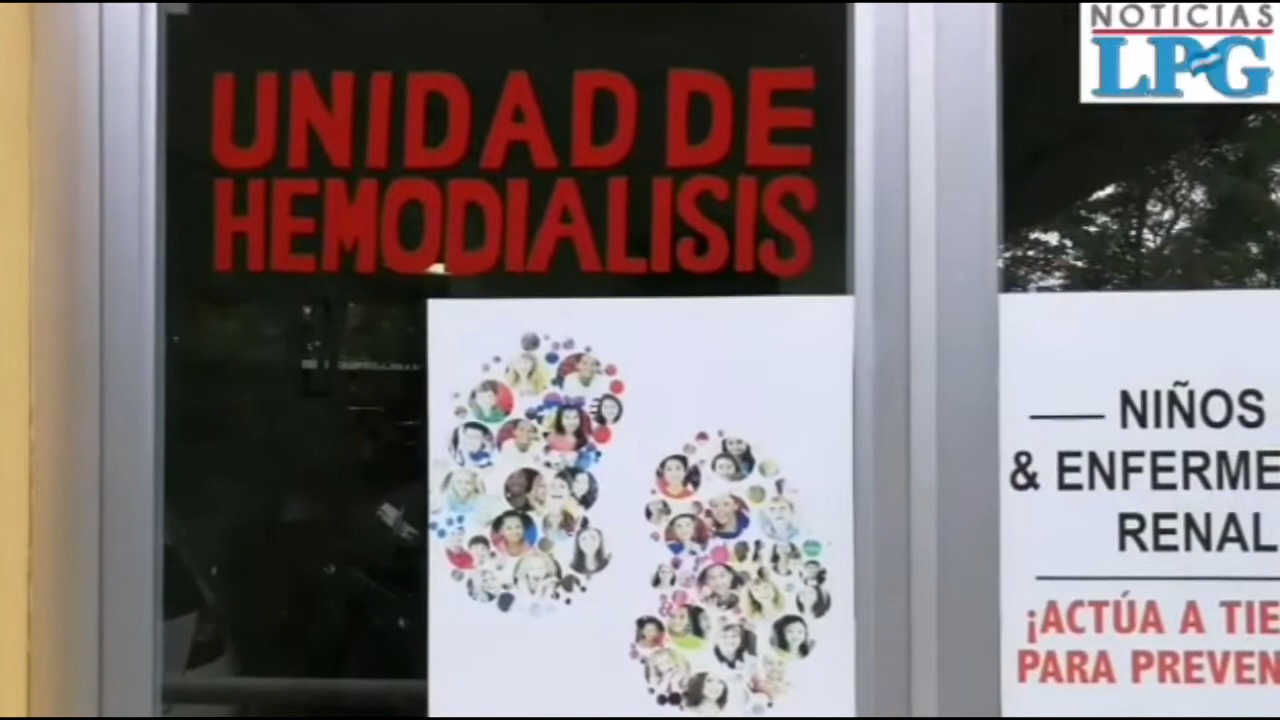 NOTICIAS
LPG
UNIDAD DE
HEMODIALISIS
NIÑOS
& ENFERME
RENAL
¡ACTÚA A TIE
PARA PREVEN